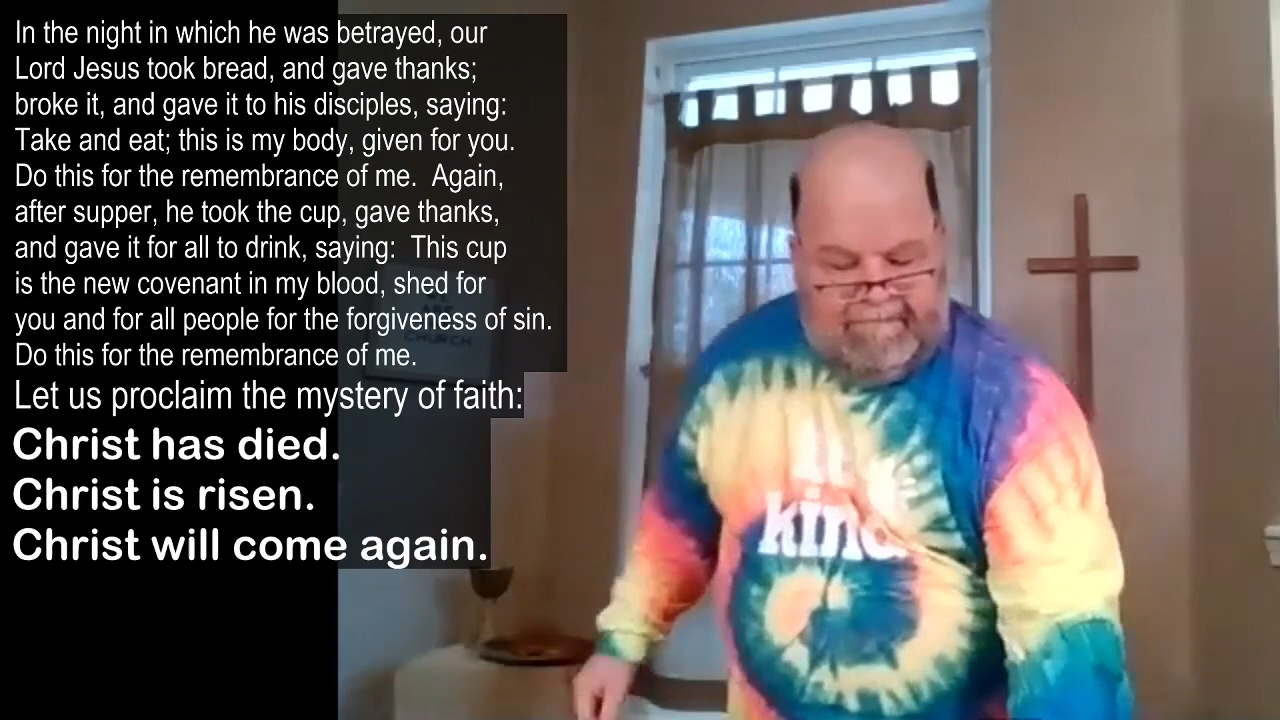 In the night in which he was betrayed, our
Lord Jesus took bread, and gave thanks;
broke it, and gave it to his disciples, saying:
Take and eat; this is my body, given for you.
Do this for the remembrance of me.  Again,
after supper, he took the cup, gave thanks,
and gave it for all to drink, saying:  This cup
is the new covenant in my blood, shed for
you and for all people for the forgiveness of sin.
Do this for the remembrance of me.
Let us proclaim the mystery of faith:
Christ has died.
Christ is risen.
Christ will come again.
CHURCH
kind